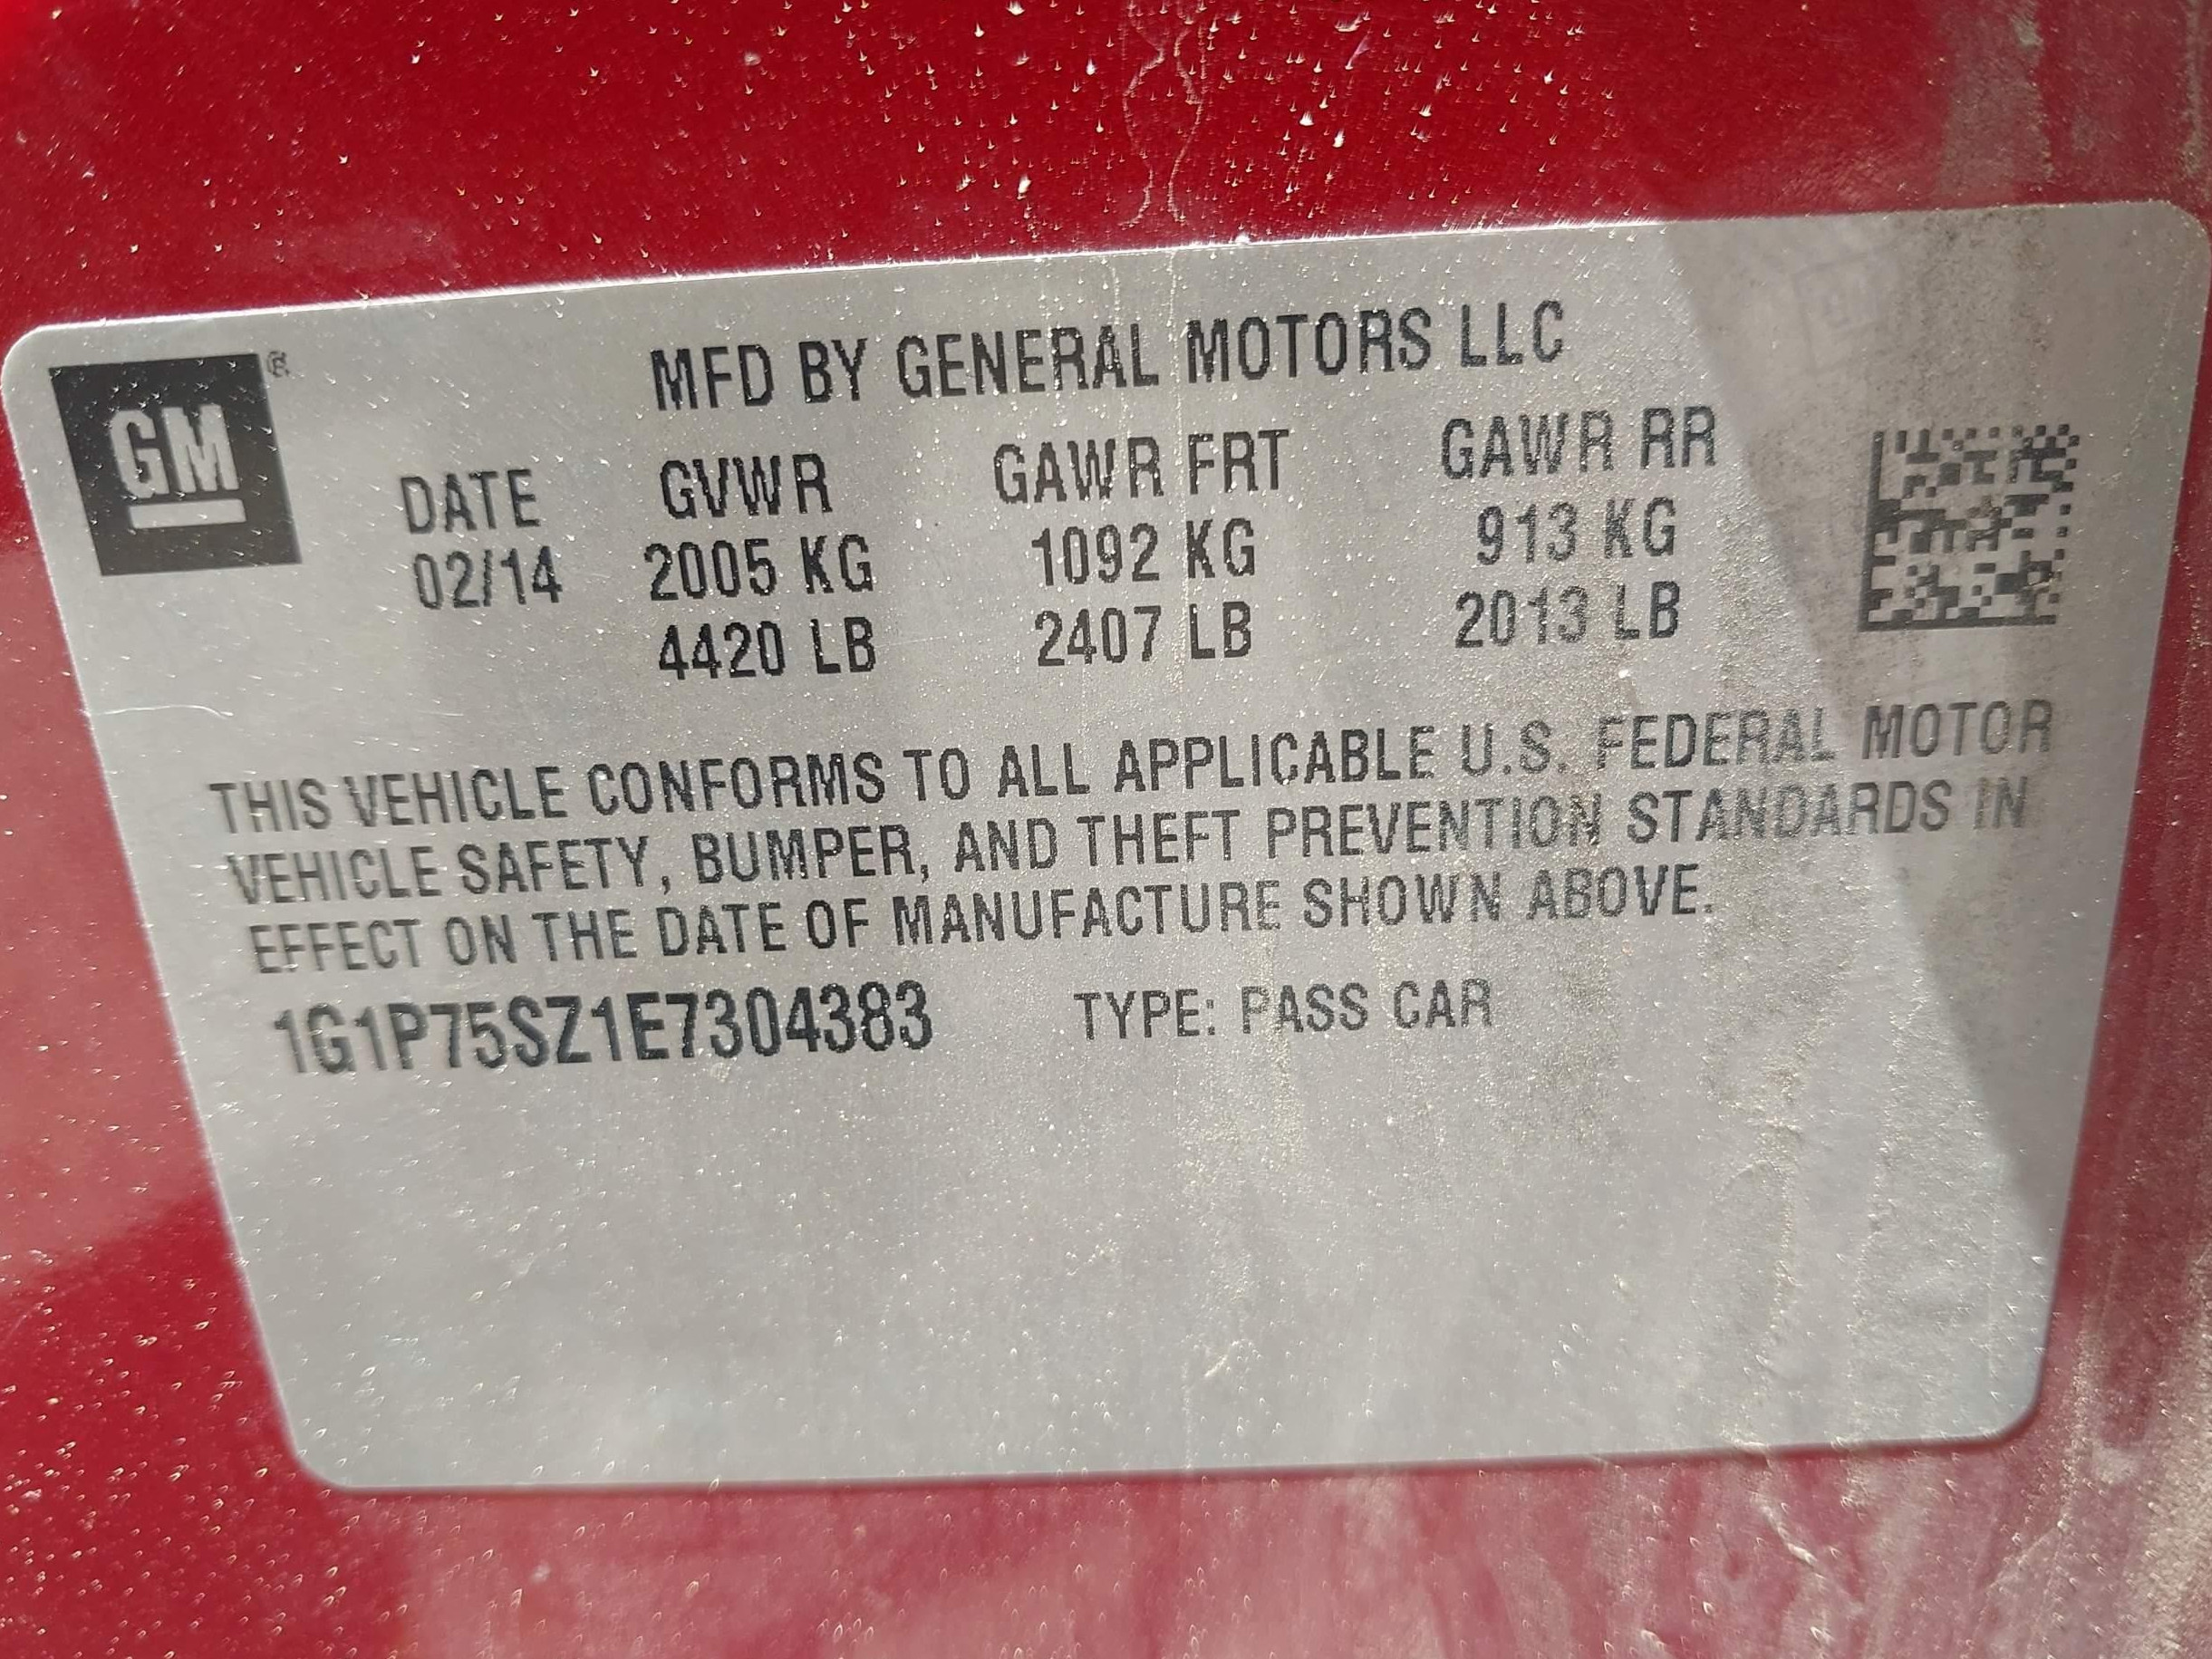 GM®
MFD BY GENERAL MOTORS LLC
DATE GVWR GAWR FRT GAWR RR
02/14 2005 KG 1092 KG 913 KG
4420 LB 2407 LB 2013 LB
THIS VEHICLE CONFORMS TO ALL APPLICABLE U.S. FEDERAL MOTOR
VEHICLE SAFETY, BUMPER, AND THEFT PREVENTION STANDARDS IN
EFFECT ON THE DATE OF MANUFACTURE SHOWN ABOVE.
1G1P75SZ1E7304383 TYPE: PASS CAR